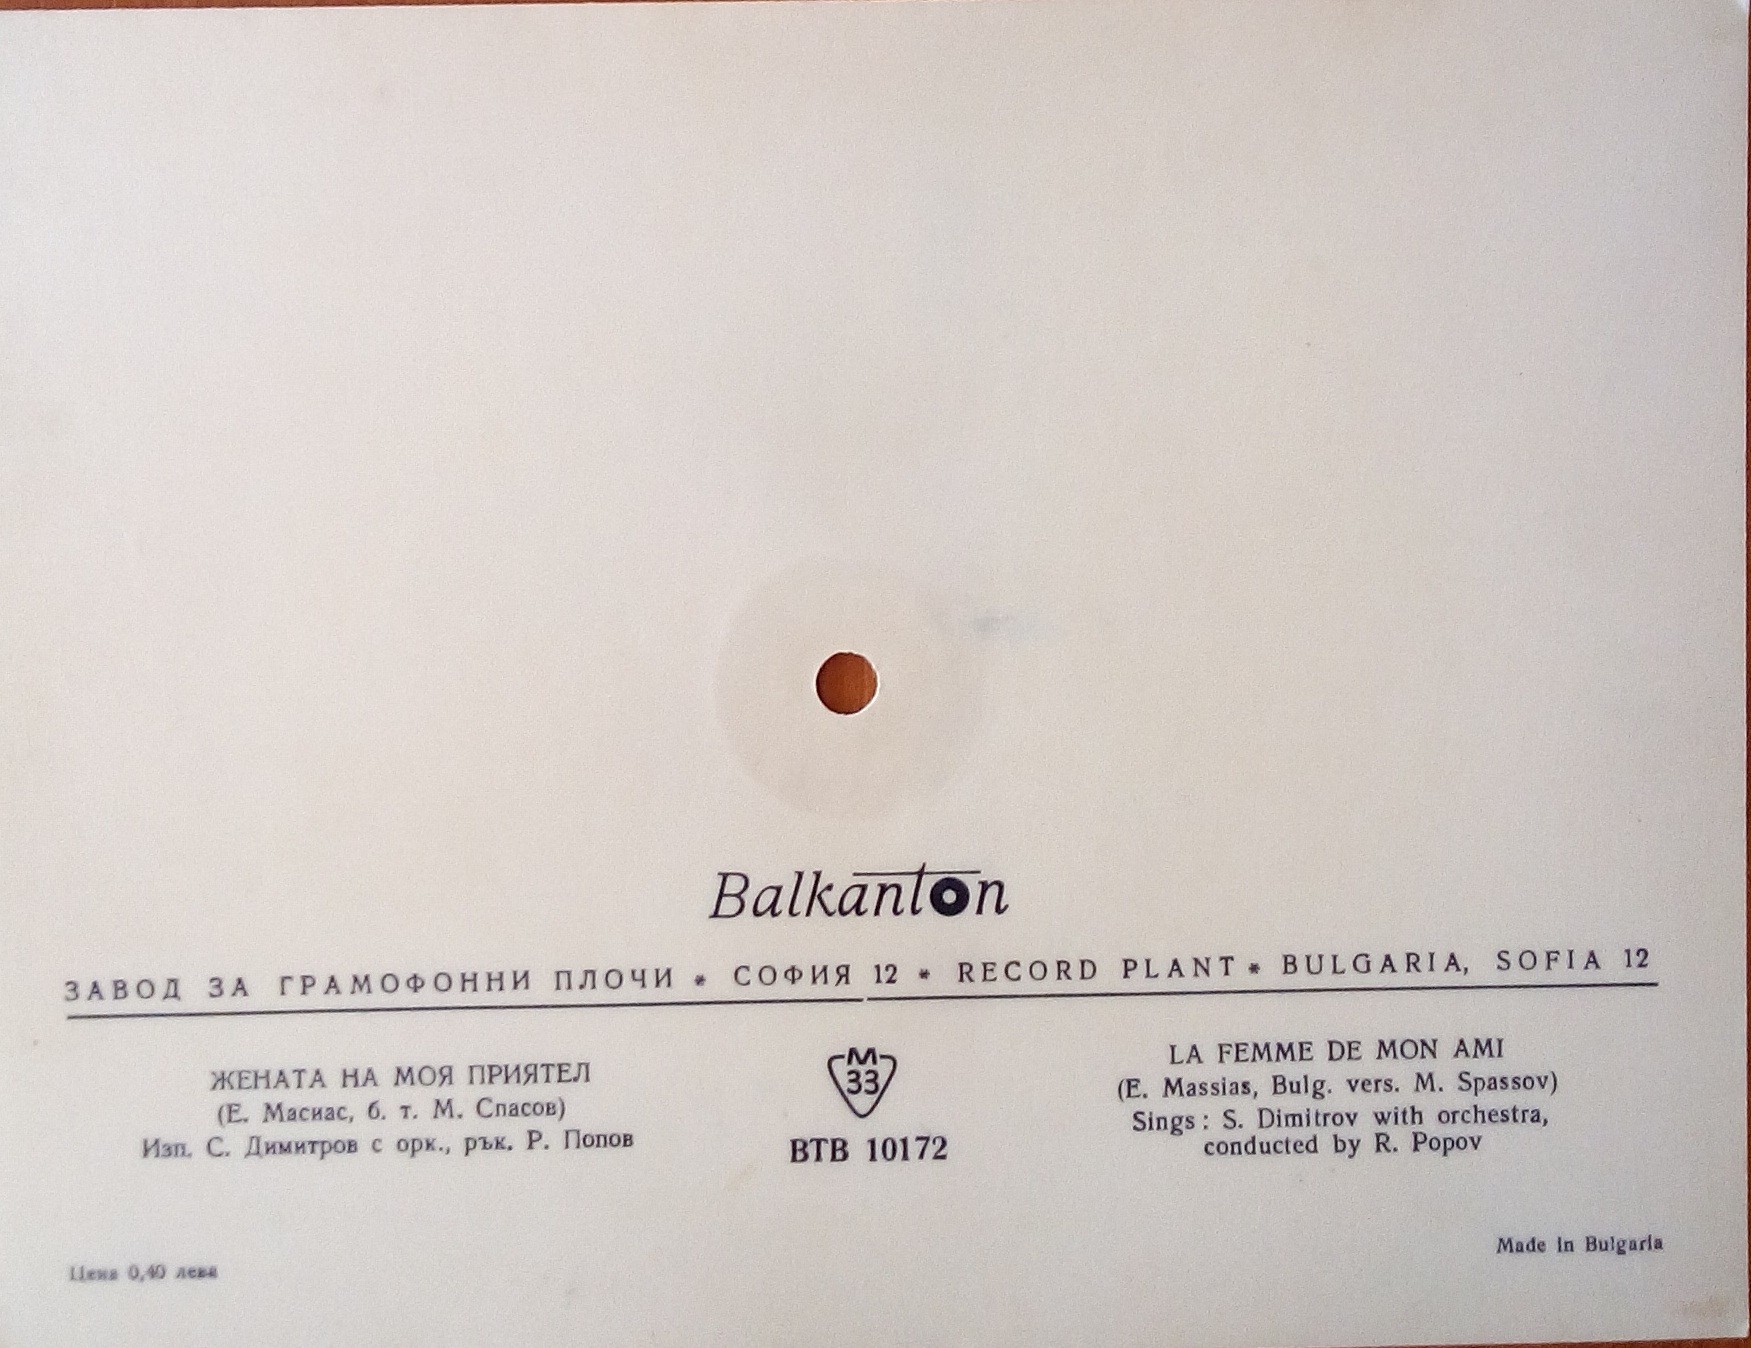 Balkanton
ЗАВОД ЗА ГРАМОФОННИ ПЛОЧИ * СОФИЯ 12 * RECORD PLANT * BULGARIA, SOFIA 12
ЖЕНАТА НА МОЯ ПРИЯТЕЛ
(Е. Масиас, б. т. М. Спасов)
Изп. С. Димитров с орк., рък. Р. Попов
М
33
ВТВ 10172
LA FEMME DE MON AMI
(E. Massias, Bulg. vers. M. Spassov)
Sings: S. Dimitrov with orchestra,
conducted by R. Popov
Цена 0,40 лева
Made in Bulgaria